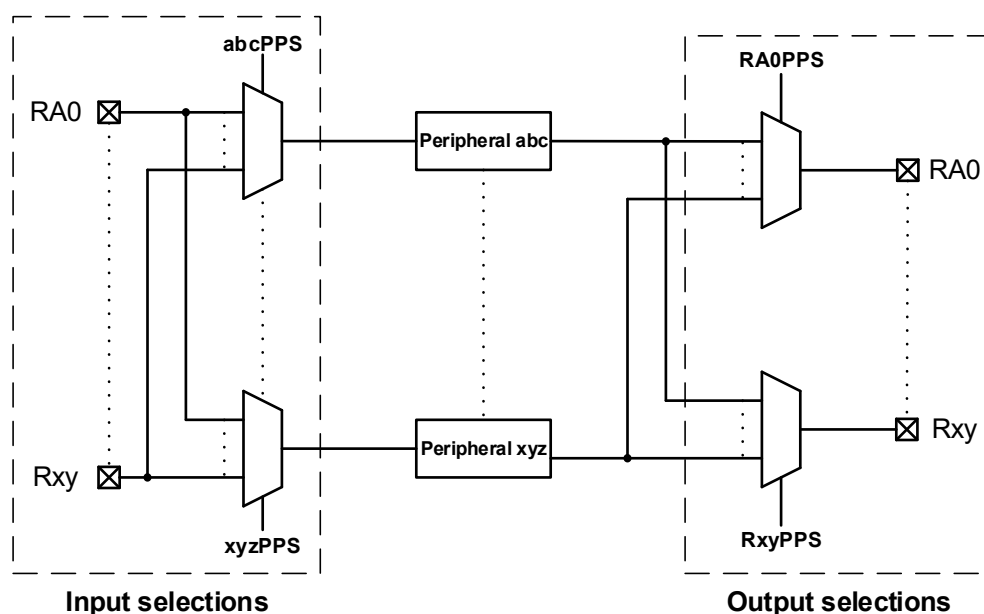 abcPPS
RA0PPS
RA0
Peripheral abc
RA0
Rxy
Peripheral xyz
Rxy
xyzPPS
RxyPPS
Input selections
Output selections